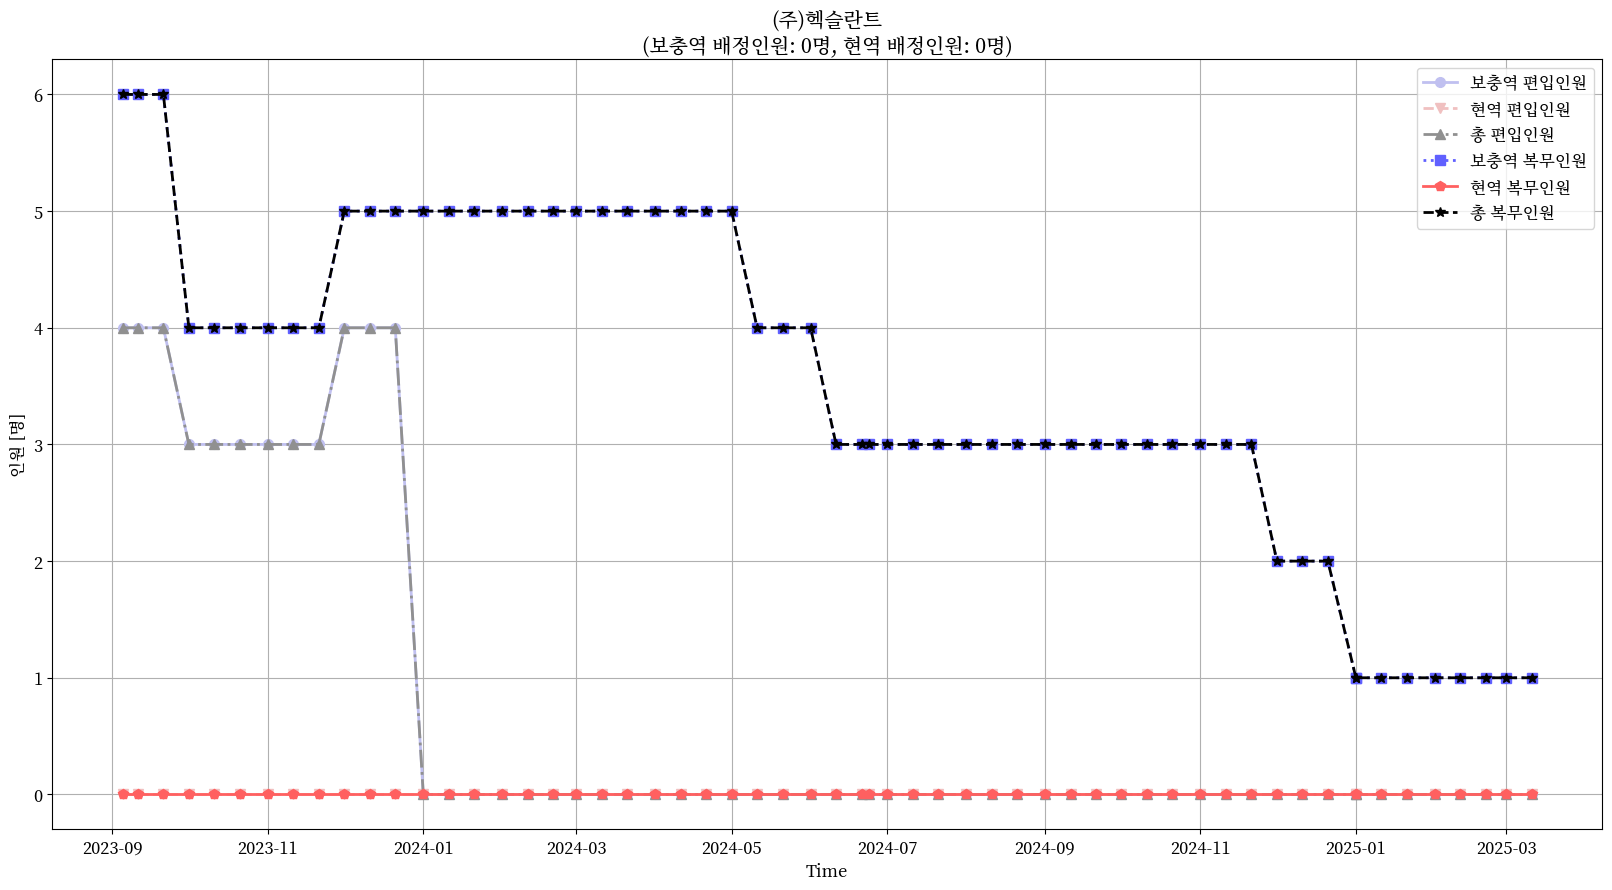 (주)헥슬란트
(보충역 배정인원: 0명, 현역 배정인원: 0명)
보충역 편입인원
현역 편입인원
총 편입인원
보충역 복무인원
현역 복무인원
총 복무인원
인원 [명]
6
5
4
3
2
1
0
2023-09 2023-11 2024-01 2024-03 2024-05 2024-07 2024-09 2024-11 2025-01 2025-03
Time